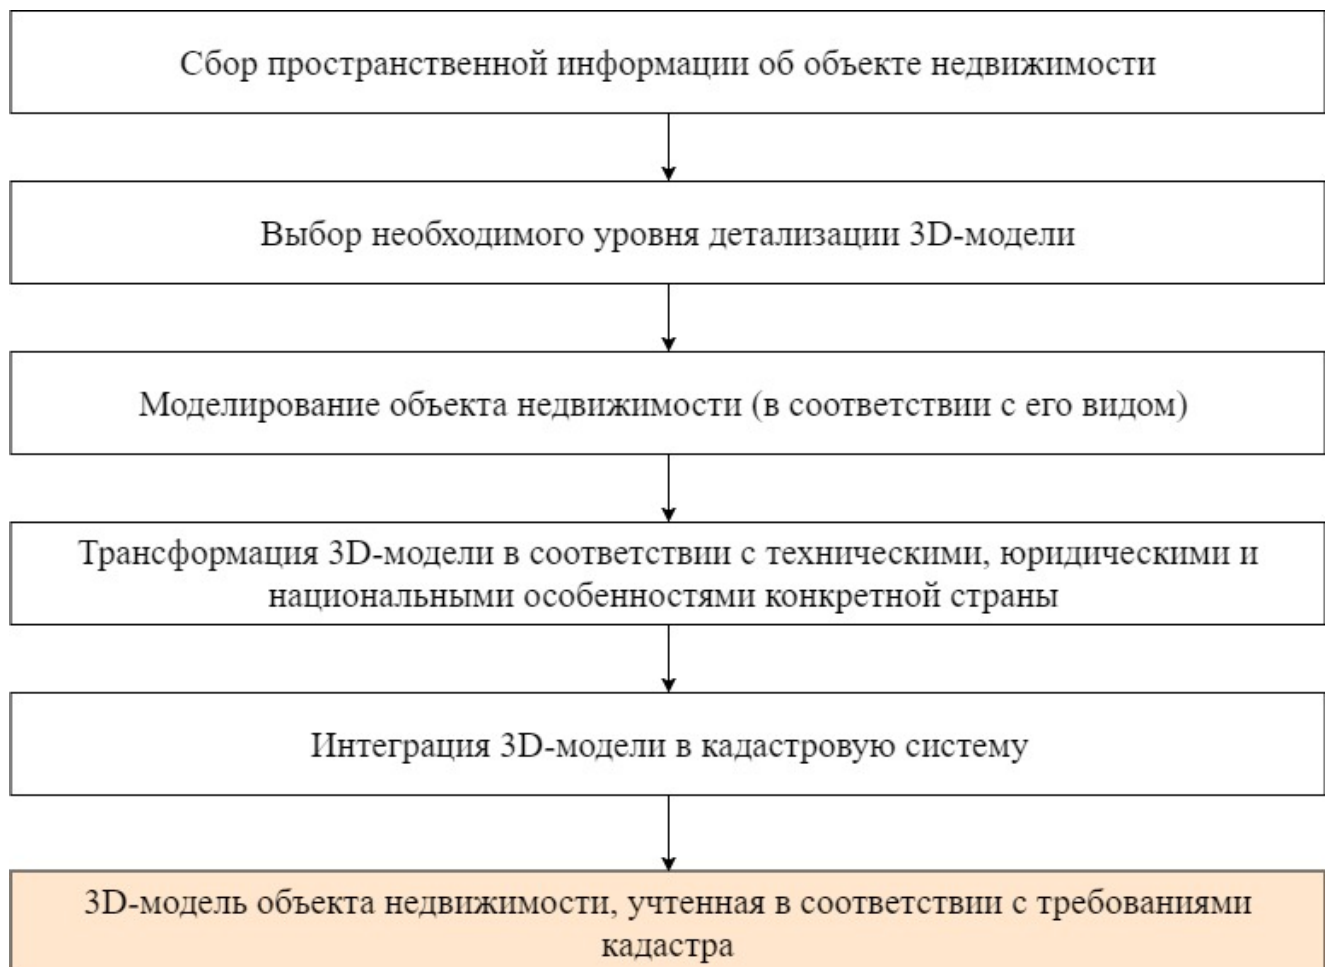 Сбор пространственной информации об объекте недвижимости
Выбор необходимого уровня детализации 3D-модели
Моделирование объекта недвижимости (в соответствии с его видом)
Трансформация 3D-модели в соответствии с техническими, юридическими и
национальными особенностями конкретной страны
Интеграция 3D-модели в кадастровую систему
3D-модель объекта недвижимости, учтенная в соответствии с требованиями
кадастра